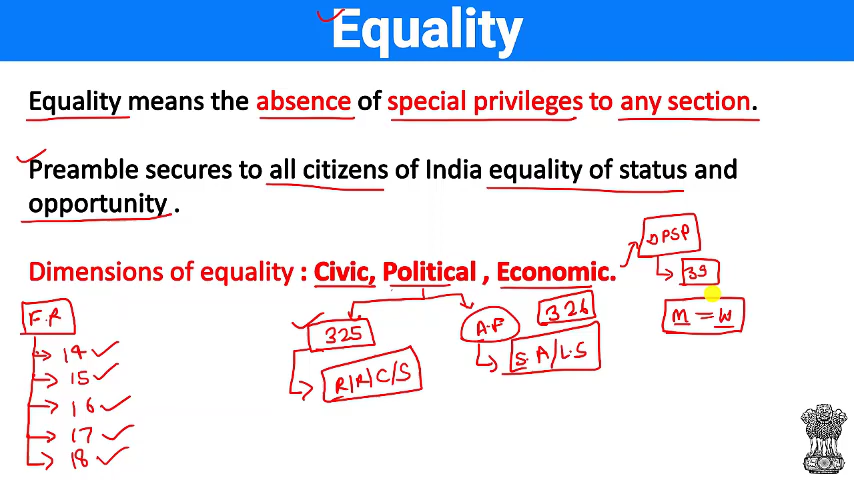 Equality
Equality means the absence of special privileges to any section.
Preamble secures to all citizens of India equality of status and
opportunity .
Dimensions of equality : Civic, Political , Economic.
DPSP
39
M = W
F.R
14
15
16
17
18
325
R/R/C/S
A.F
326
S.A/L.S